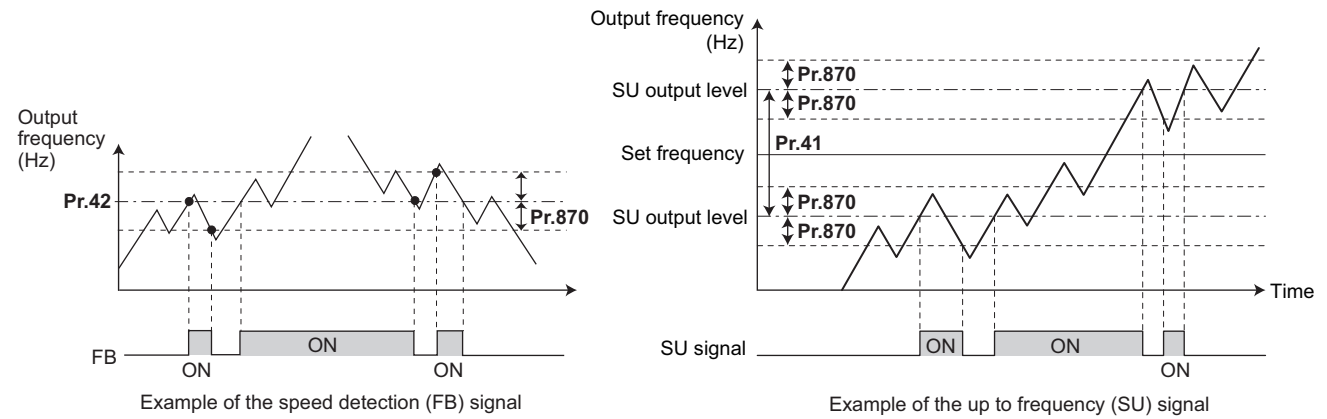 Output
frequency
(Hz)
Pr.42
Pr.870
FB
ON
ON
ON
Example of the speed detection (FB) signal
Output frequency
(Hz)
Pr.870
SU output level
Pr.870
Pr.41
Set frequency
Pr.870
SU output level
Pr.870
Time
SU signal
ON
ON
ON
Example of the up to frequency (SU) signal